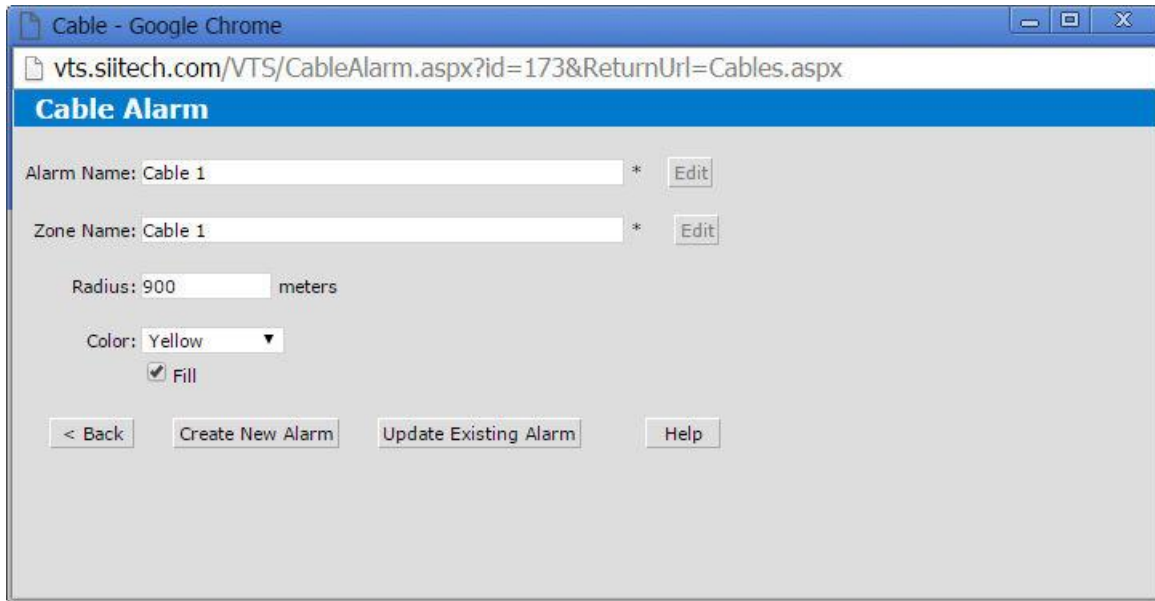 Cable - Google Chrome
vts.siitech.com/VTS/CableAlarm.aspx?id=173&ReturnUrl=Cables.aspx
Cable Alarm
Alarm Name: Cable 1 * Edit
Zone Name: Cable 1 * Edit
Radius: 900 meters
Color: Yellow
Fill
< Back Create New Alarm Update Existing Alarm Help